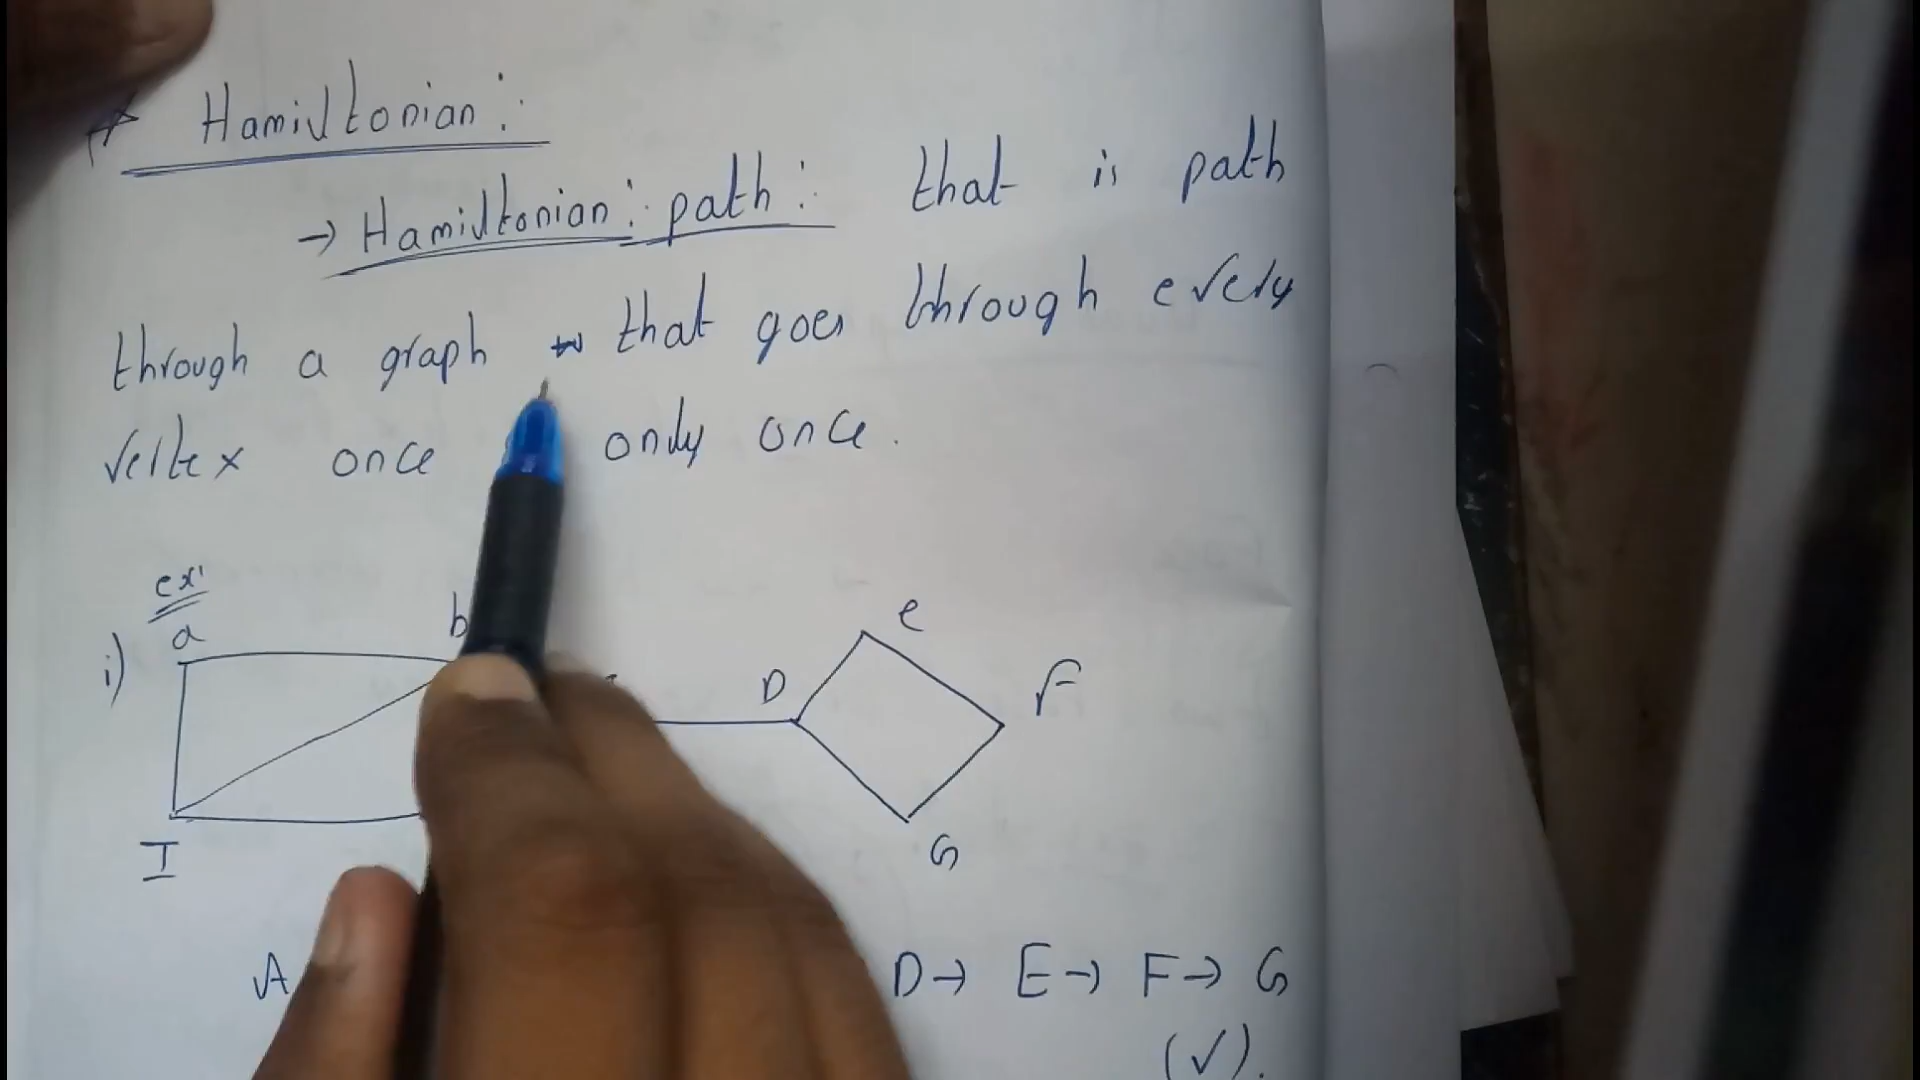 Hamiltonian:
→ Hamiltonian: path: that is path
through a graph that goes through every
vertex once only once.
ex:
i) a b e
D F
I G
A D→ E→ F→ G
(✓).